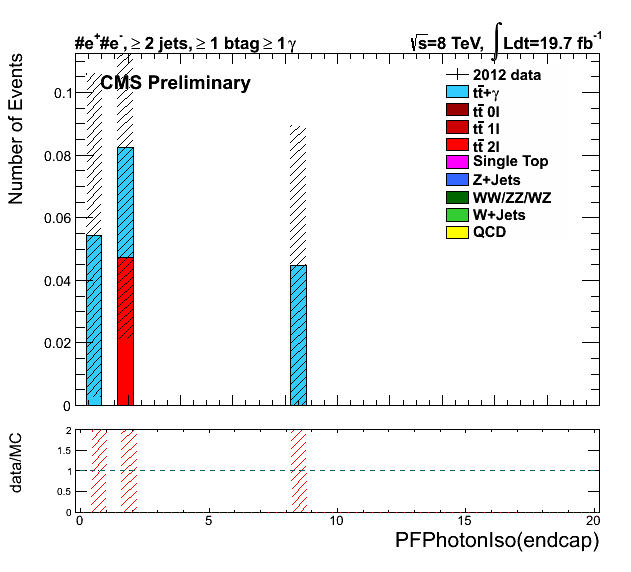 #e⁺#e⁻, ≥ 2 jets, ≥ 1 btag ≥ 1 γ
√s=8 TeV, ∫ Ldt=19.7 fb⁻¹
CMS Preliminary
2012 data
tt̄+γ
tt̄ 0l
tt̄ 1l
tt̄ 2l
Single Top
Z+Jets
WW/ZZ/WZ
W+Jets
QCD
Number of Events
0.1
0.08
0.06
0.04
0.02
0
data/MC
2
1.5
1
0.5
0
0 5 10 15 20
PFPhotonIso(endcap)